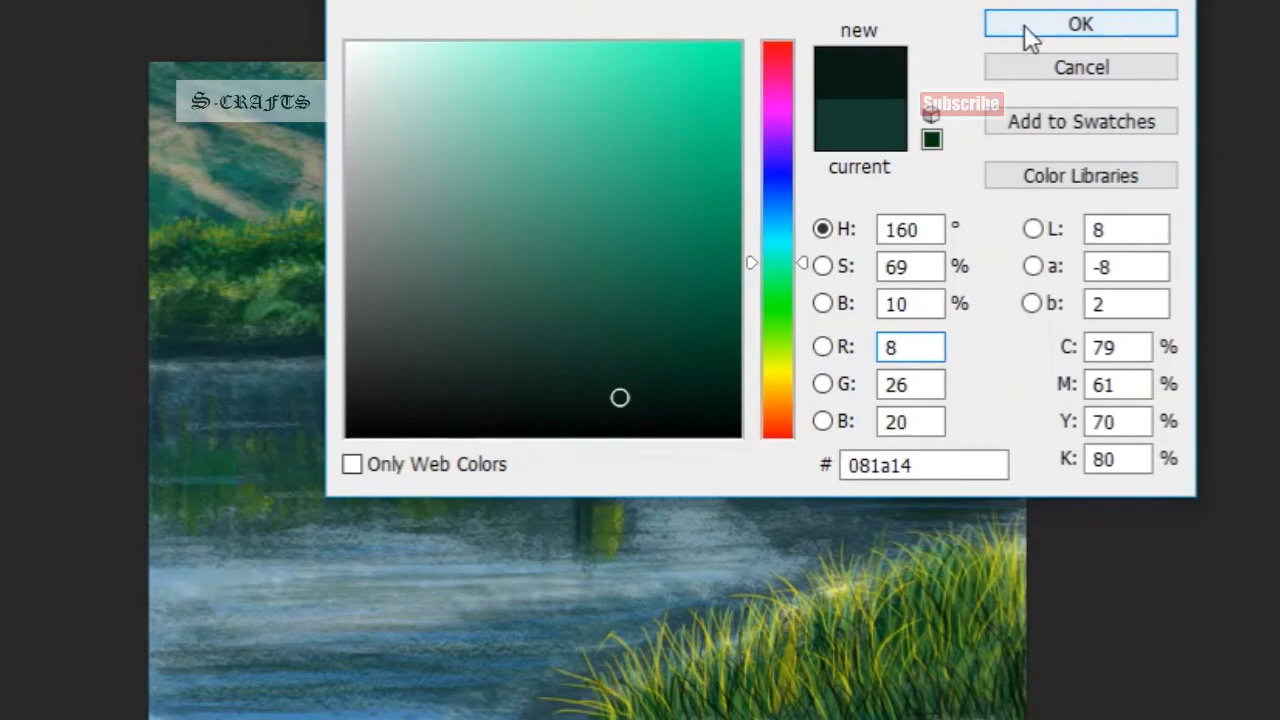 new
OK
Cancel
S-CRAFTS
Subscribe
Add to Swatches
current
Color Libraries
H: 160 °
L: 8
S: 69 %
a: -8
B: 10 %
b: 2
R: 8
C: 79 %
G: 26
M: 61 %
B: 20
Y: 70 %
Only Web Colors
# 081a14
K: 80 %